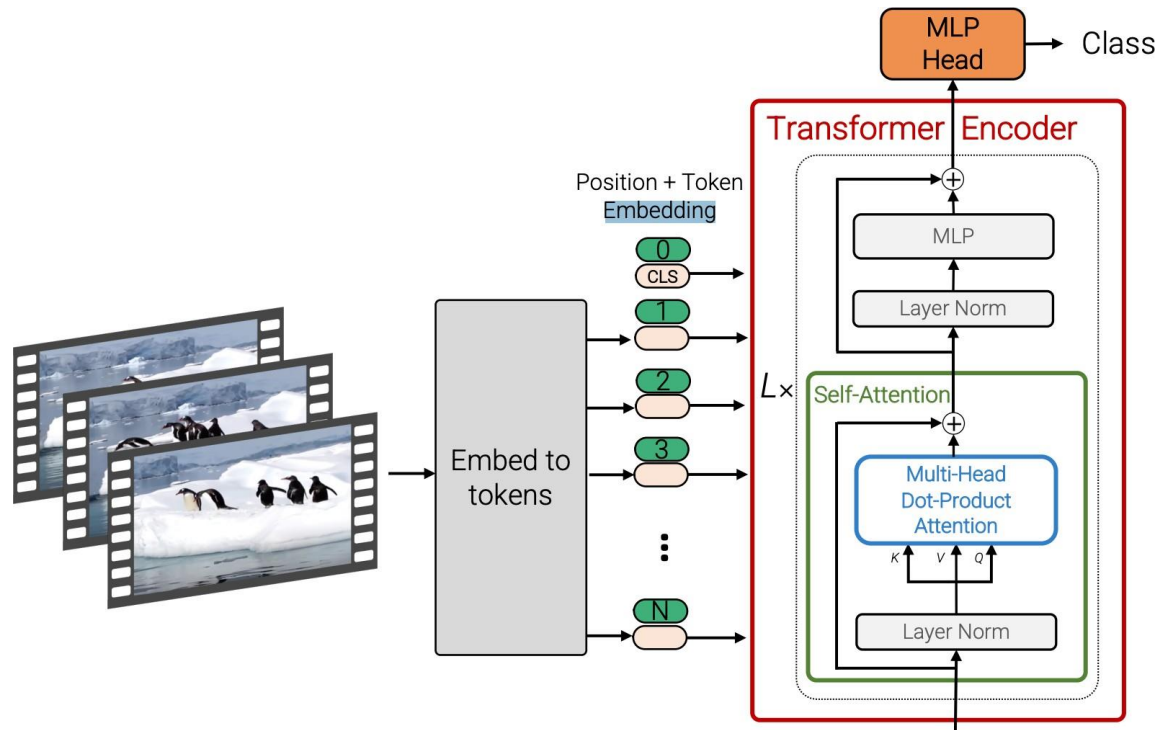 MLP
Head
Class
Transformer Encoder
Position + Token
Embedding
0
CLS
1
2
3
N
Embed to
tokens
L×
MLP
Layer Norm
Self-Attention
Multi-Head
Dot-Product
Attention
K V Q
Layer Norm